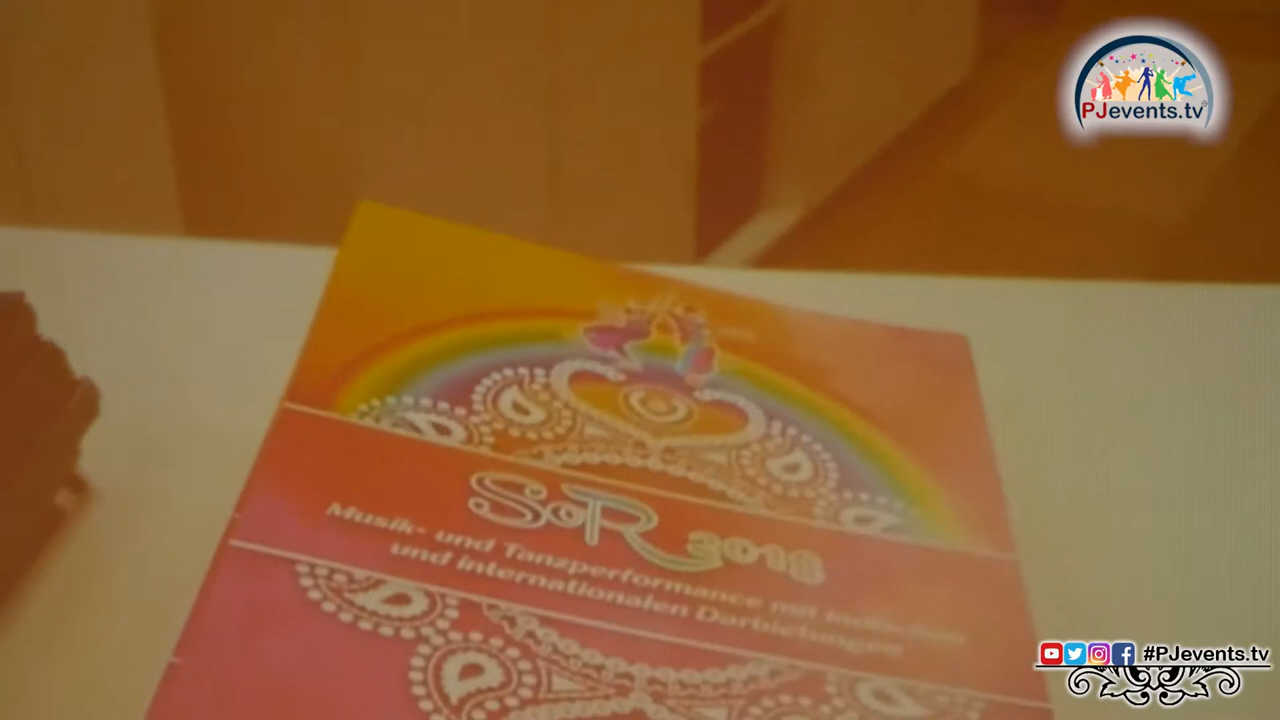 PJevents.tv
SoR 2018
Musik- und Tanzperformance mit indischen
und internationalen Darbietungen
#PJevents.tv